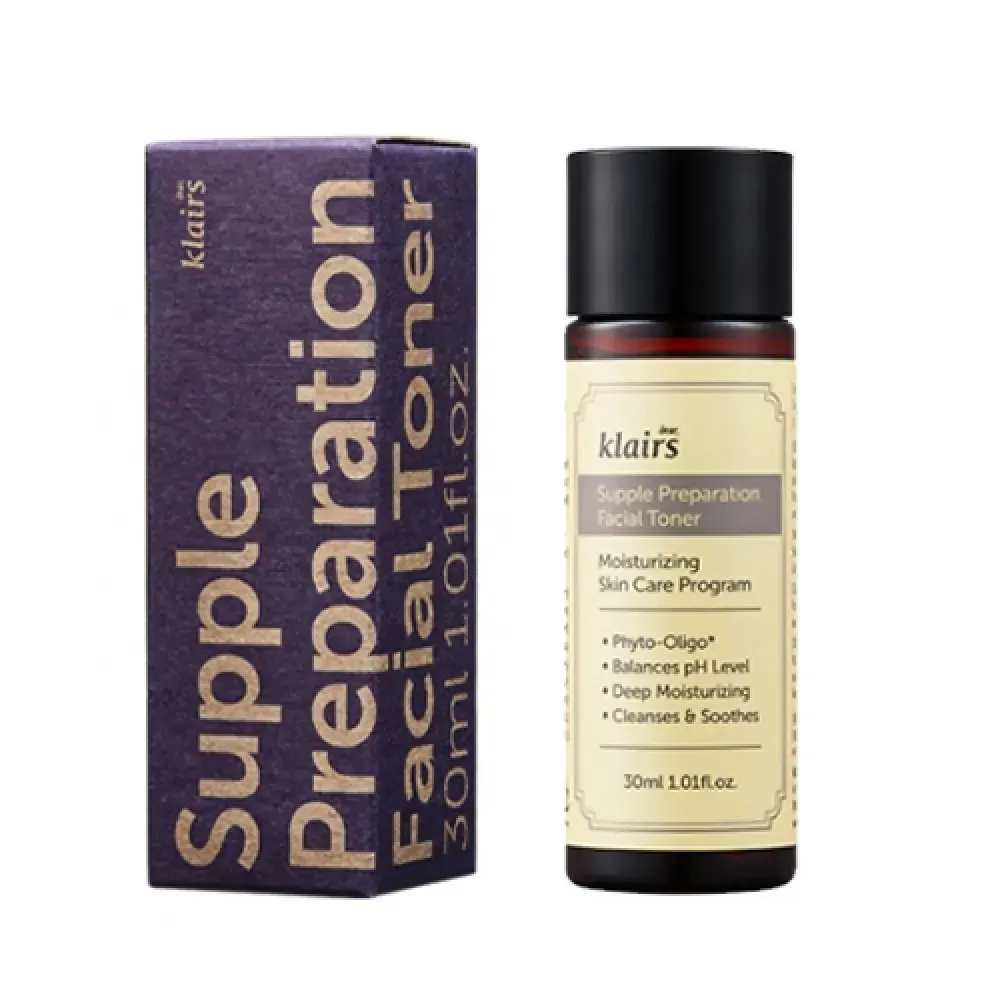 dear,
klairs
Supple
Preparation
Facial Toner
30ml 1.01fl.oz.
dear,
klairs
Supple Preparation
Facial Toner
Moisturizing
Skin Care Program
• Phyto-Oligo*
• Balances pH Level
• Deep Moisturizing
• Cleanses & Soothes
30ml 1.01fl.oz.